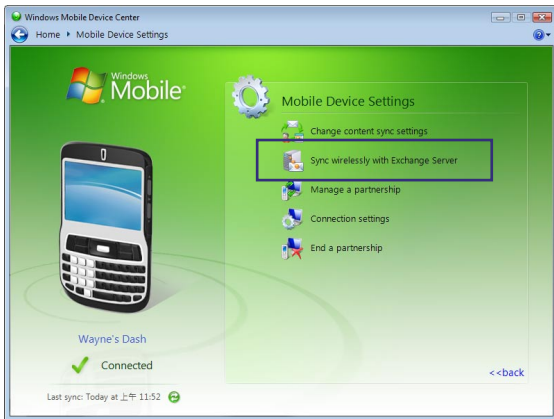 Windows Mobile Device Center
Home ▸ Mobile Device Settings
Windows
Mobile®
Mobile Device Settings
Change content sync settings
Sync wirelessly with Exchange Server
Manage a partnership
Connection settings
End a partnership
Wayne's Dash
Connected
<<back
Last sync: Today at 上午 11:52